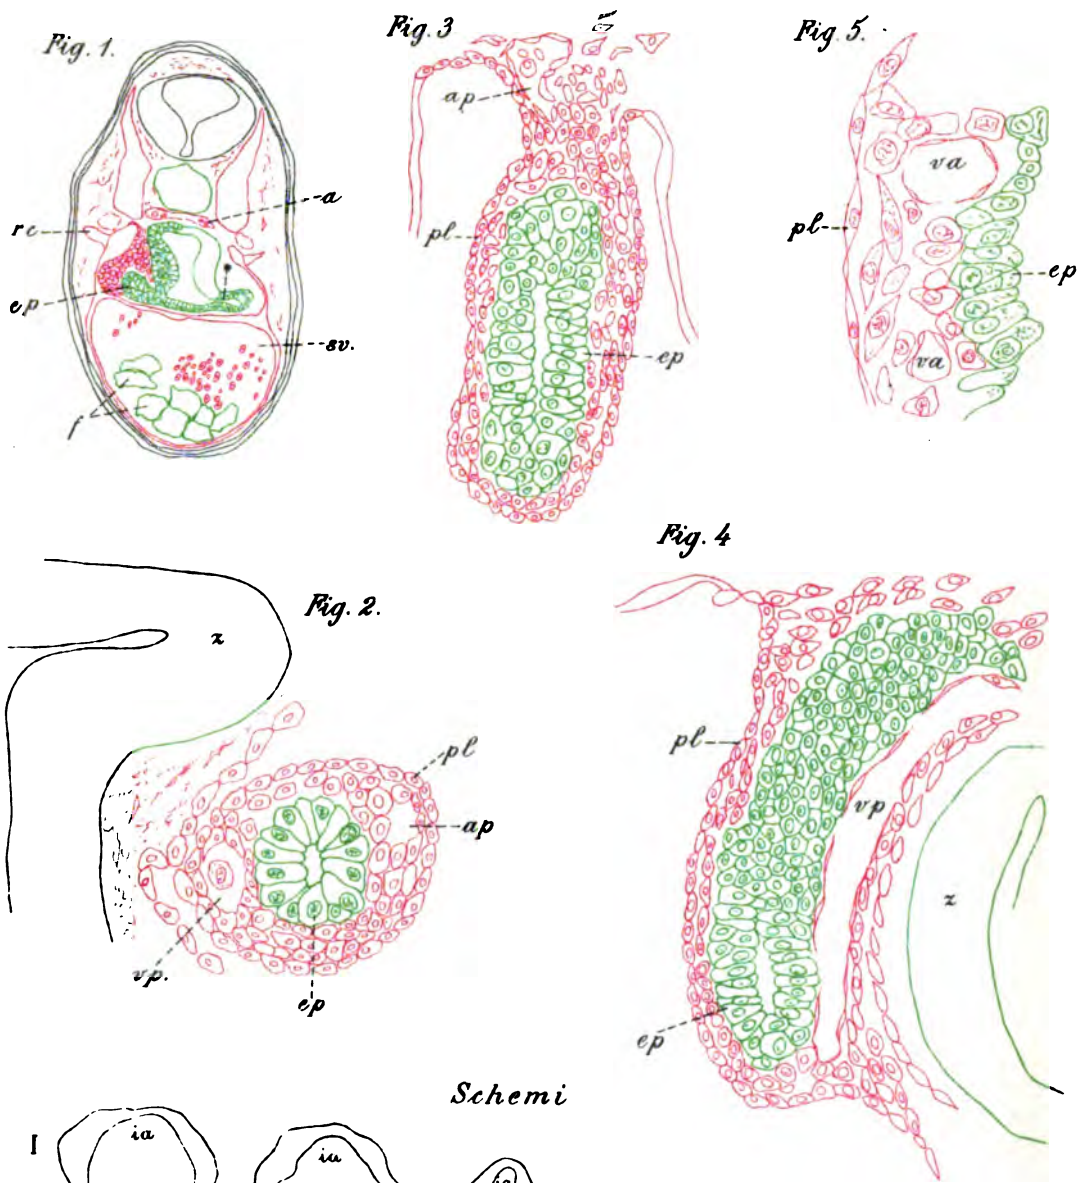 Fig. 1.
a
rc
ep
sv.
f
Fig. 3
ap
pl
ep
Fig. 5.
va
pl
ep
va
Fig. 2.
z
pl
ap
vp.
ep
Fig. 4
pl
vp
z
ep
Schemi
I
ia
ia